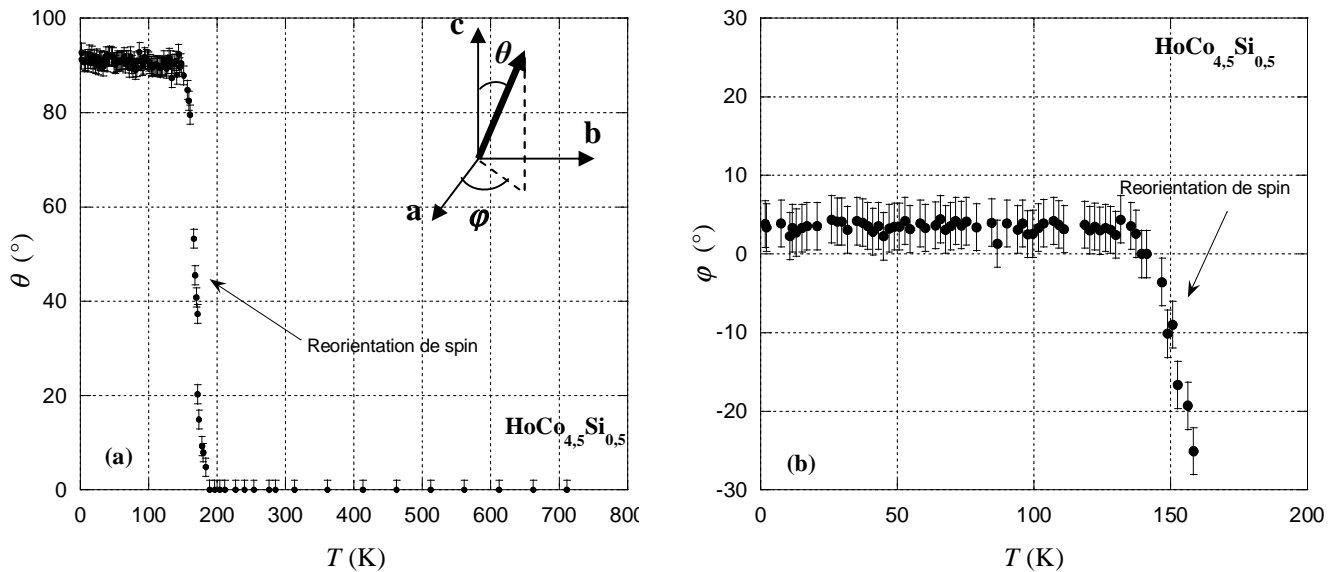 100
80
60
40
20
0
θ (°)
0 100 200 300 400 500 600 700 800
T (K)
c
θ
b
a
φ
Reorientation de spin
HoCo4,5Si0,5
(a)
30
20
10
0
-10
-20
-30
φ (°)
0 50 100 150 200
T (K)
HoCo4,5Si0,5
Reorientation de spin
(b)